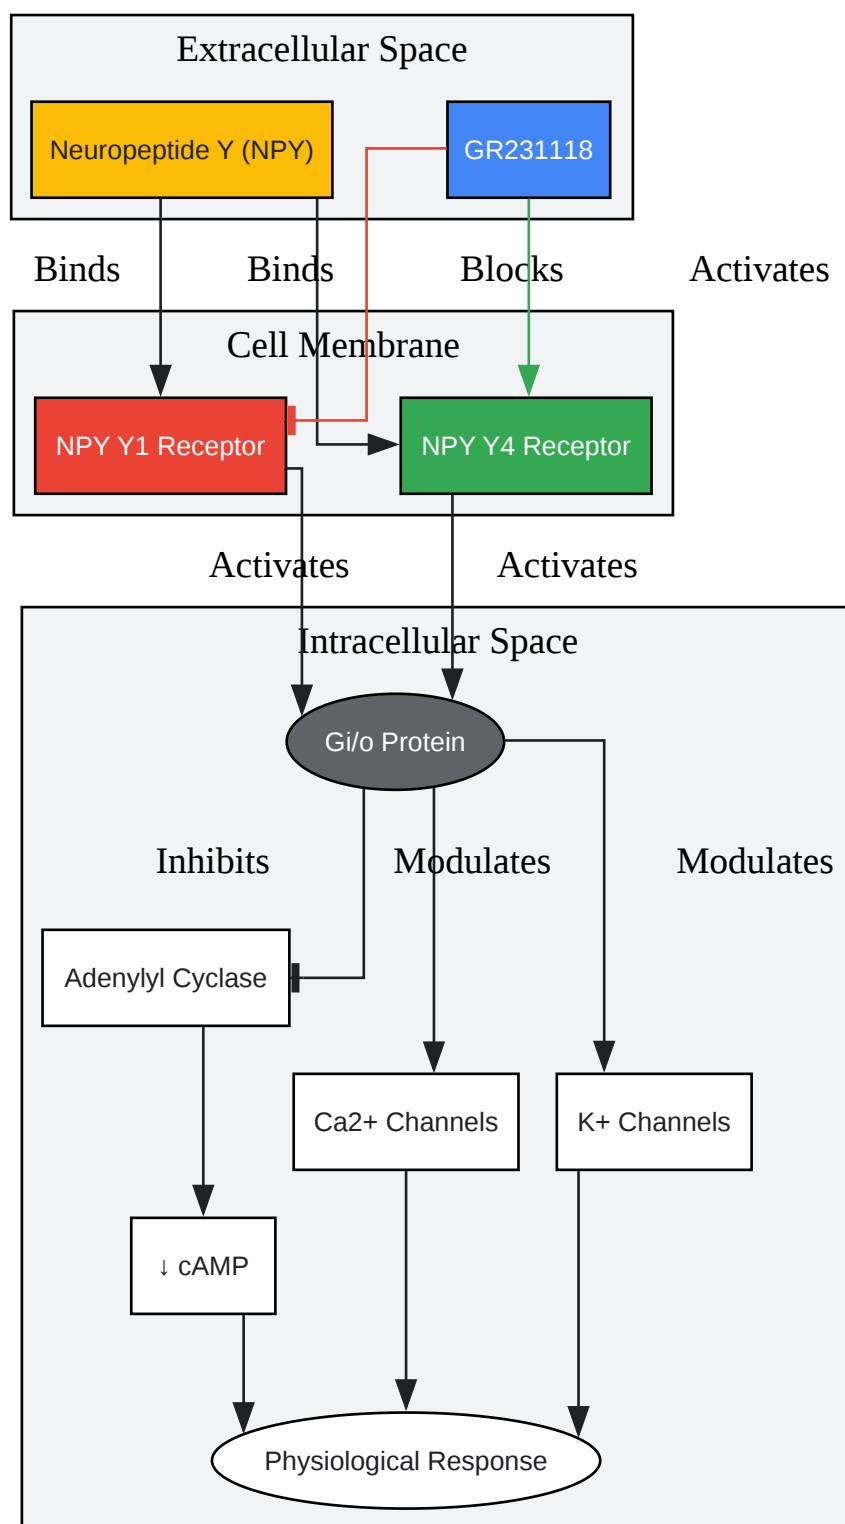 Extracellular Space
Neuropeptide Y (NPY)
GR231118
Binds
Binds
Blocks
Activates
Cell Membrane
NPY Y1 Receptor
NPY Y4 Receptor
Activates
Activates
Intracellular Space
Gi/o Protein
Inhibits
Modulates
Modulates
Adenylyl Cyclase
Ca2+ Channels
K+ Channels
↓ cAMP
Physiological Response